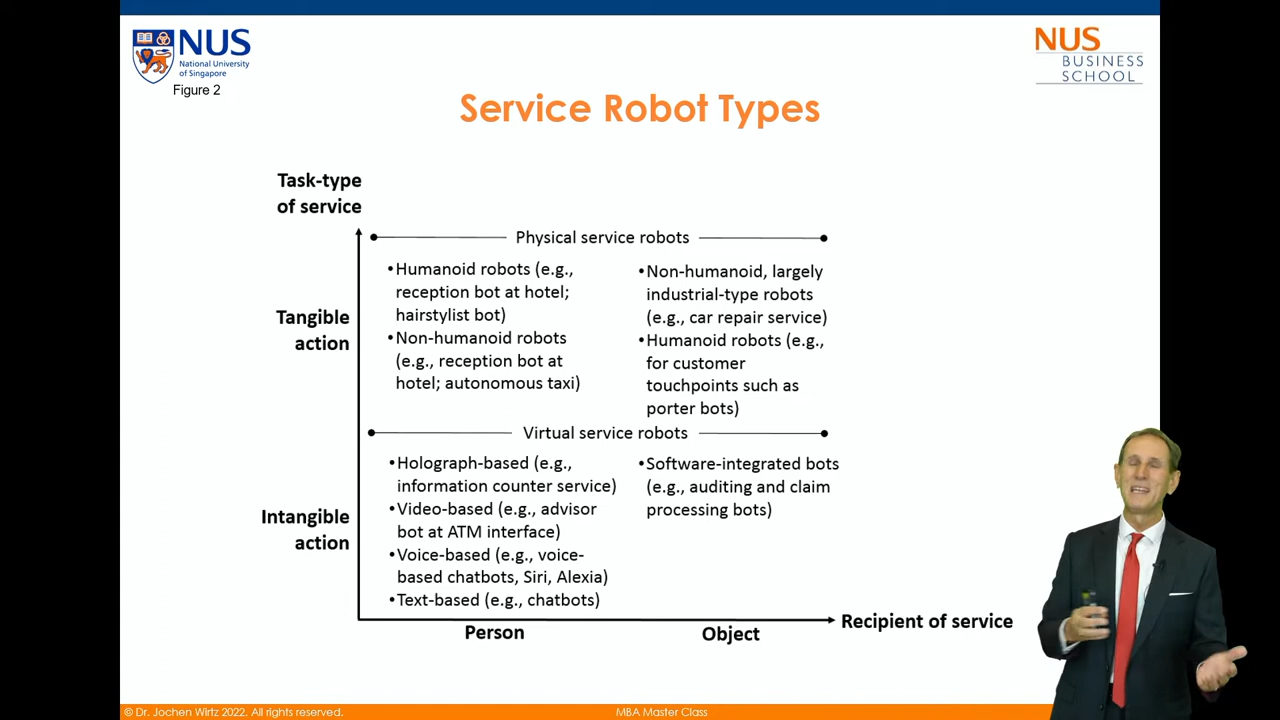 NUS
National University
of Singapore
Figure 2
NUS
BUSINESS
SCHOOL
Service Robot Types
Task-type
of service
Physical service robots
Tangible
action
•Humanoid robots (e.g.,
reception bot at hotel;
hairstylist bot)
•Non-humanoid robots
(e.g., reception bot at
hotel; autonomous taxi)
•Non-humanoid, largely
industrial-type robots
(e.g., car repair service)
•Humanoid robots (e.g.,
for customer
touchpoints such as
porter bots)
Virtual service robots
Intangible
action
•Holograph-based (e.g.,
information counter service)
•Video-based (e.g., advisor
bot at ATM interface)
•Voice-based (e.g., voice-
based chatbots, Siri, Alexia)
•Text-based (e.g., chatbots)
•Software-integrated bots
(e.g., auditing and claim
processing bots)
Person
Object
Recipient of service
© Dr. Jochen Wirtz 2022. All rights reserved.
MBA Master Class